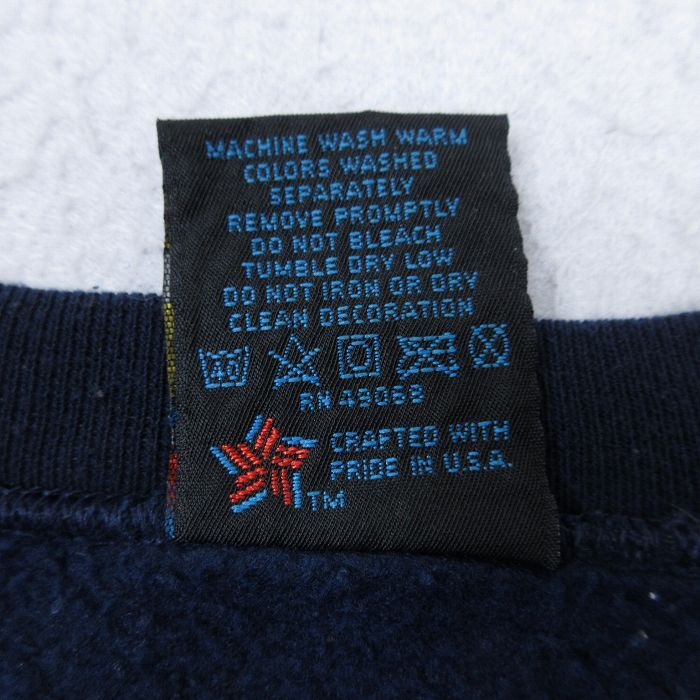 MACHINE WASH WARM
COLORS WASHED
SEPARATELY
REMOVE PROMPTLY
DO NOT BLEACH
TUMBLE DRY LOW
DO NOT IRON OR DRY
CLEAN DECORATION
40
RN 49068
CRAFTED WITH
PRIDE IN U.S.A.
TM